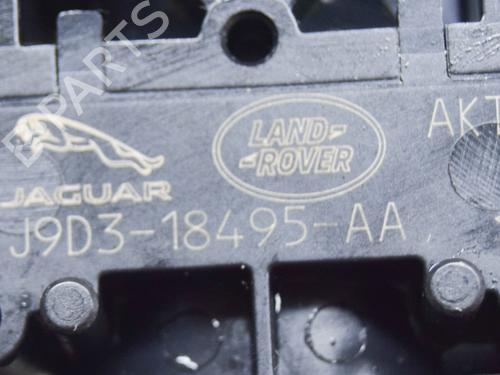 B-PARTS
LAND-
-ROVER
AKT
JAGUAR
J9D3-18495-AA